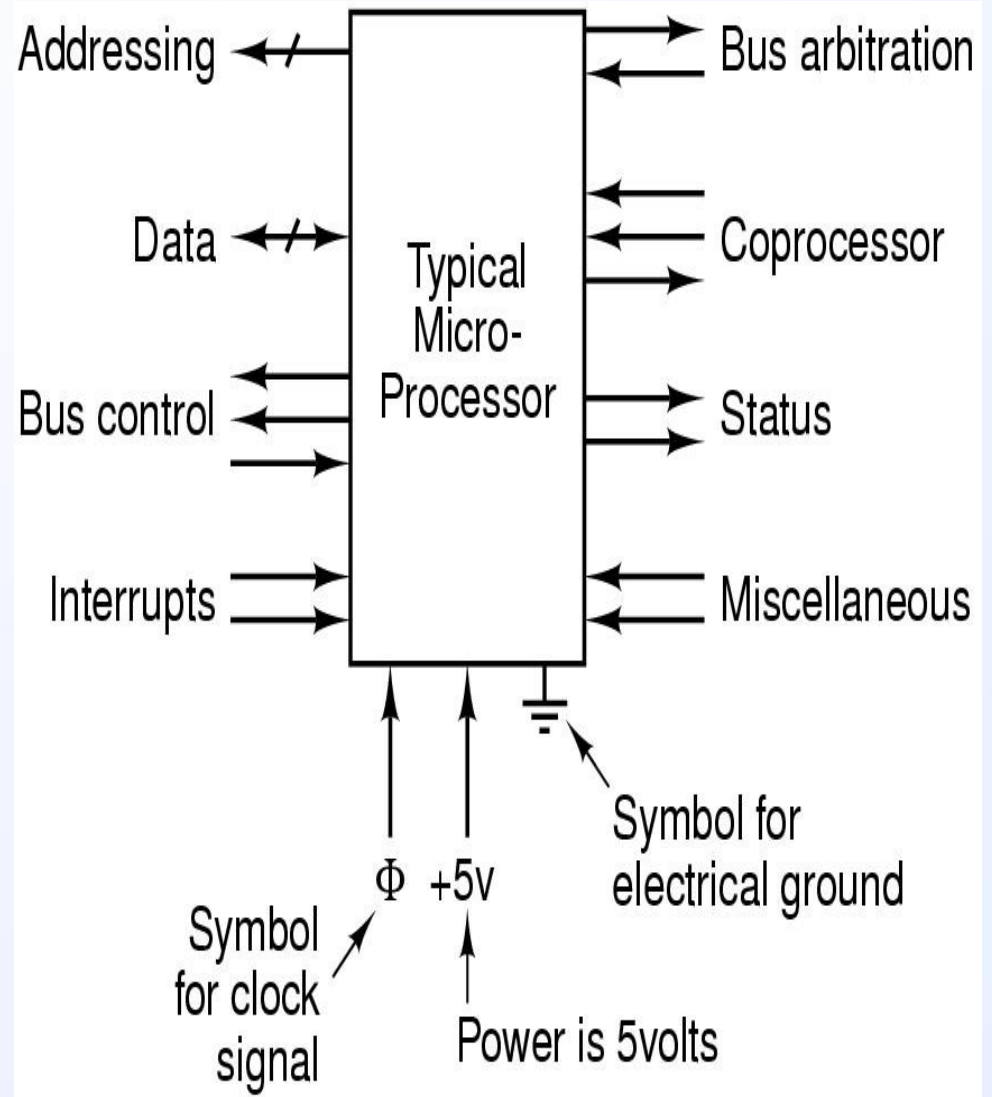 Addressing
Bus arbitration
Data
Coprocessor
Typical
Micro-
Processor
Bus control
Status
Interrupts
Miscellaneous
Φ +5v
Symbol for
electrical ground
Symbol
for clock
signal
Power is 5volts